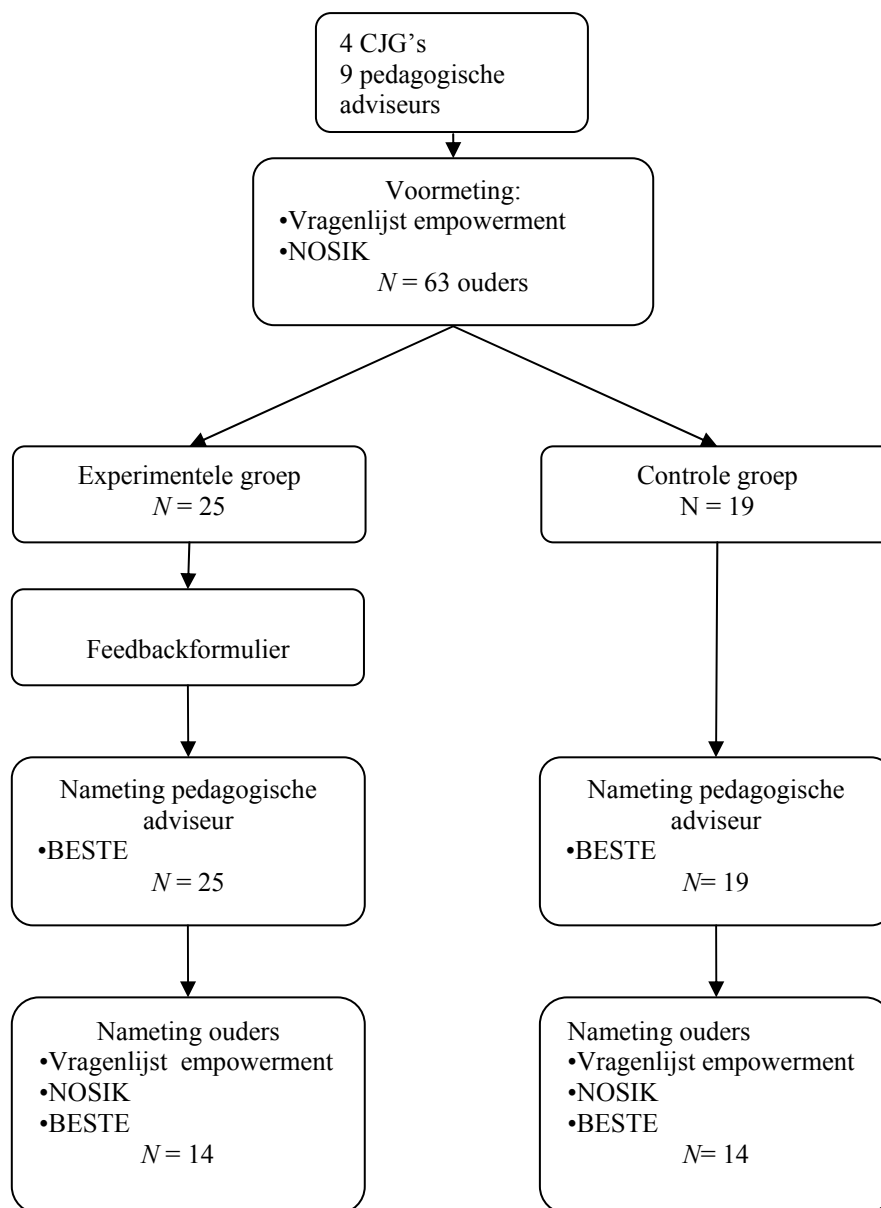 4 CJG’s
9 pedagogische
adviseurs
Voormeting:
•Vragenlijst empowerment
•NOSIK
N = 63 ouders
Experimentele groep
N = 25
Controle groep
N = 19
Feedbackformulier
Nameting pedagogische
adviseur
•BESTE
N = 25
Nameting pedagogische
adviseur
•BESTE
N= 19
Nameting ouders
•Vragenlijst empowerment
•NOSIK
•BESTE
N = 14
Nameting ouders
•Vragenlijst empowerment
•NOSIK
•BESTE
N= 14